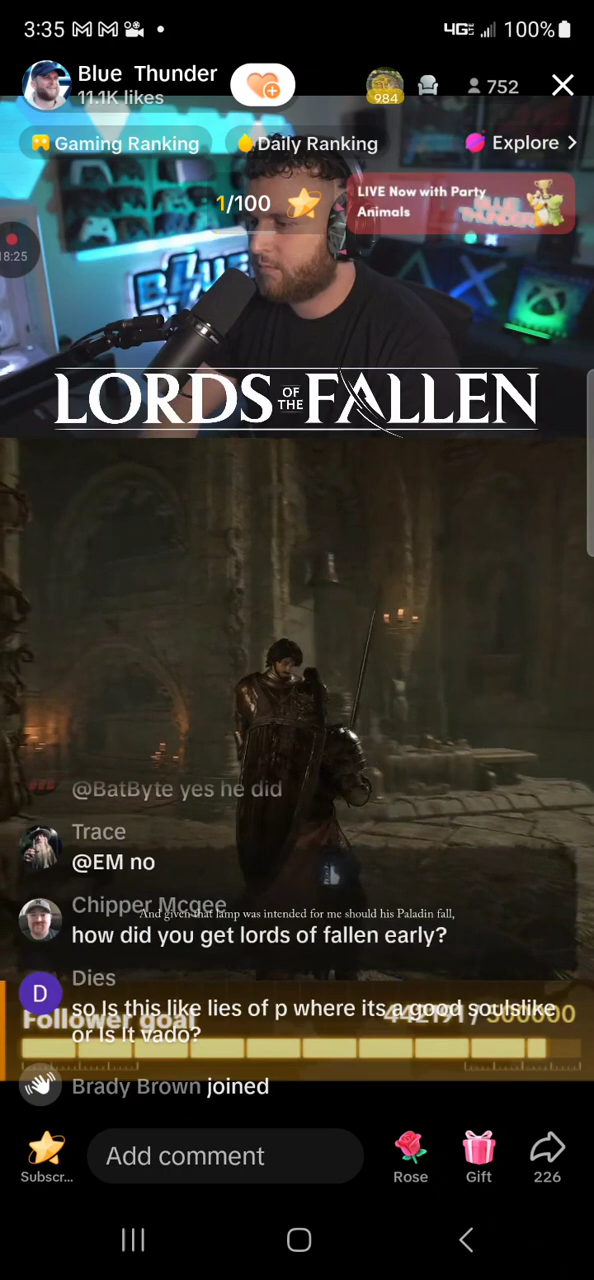 3:35
4G
100%
Blue Thunder
11.1K likes
984
752
Gaming Ranking
Daily Ranking
Explore
1/100
LIVE Now with Party
Animals
BLUE
THUNDER
18:25
LORDS OF THE FALLEN
@BatByte yes he did
Trace
@EM no
Chipper Mcgee
And given that lamp was intended for me should his Paladin fall,
how did you get lords of fallen early?
D
Dies
so Is this like lies of p where its a good soulslike
or Is It vado?
Follower goal
442191 / 500000
Brady Brown joined
Add comment
Subscr...
Rose
Gift
226